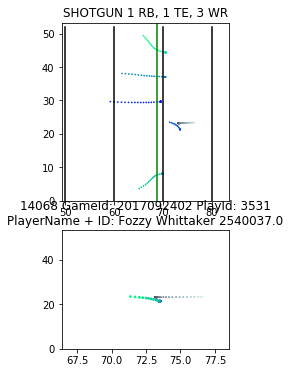 SHOTGUN 1 RB, 1 TE, 3 WR
50
40
30
20
10
0
50 60 70 80
14068 GameId: 2017092402 PlayId: 3531
PlayerName + ID: Fozzy Whittaker 2540037.0
40
20
0
67.5 70.0 72.5 75.0 77.5